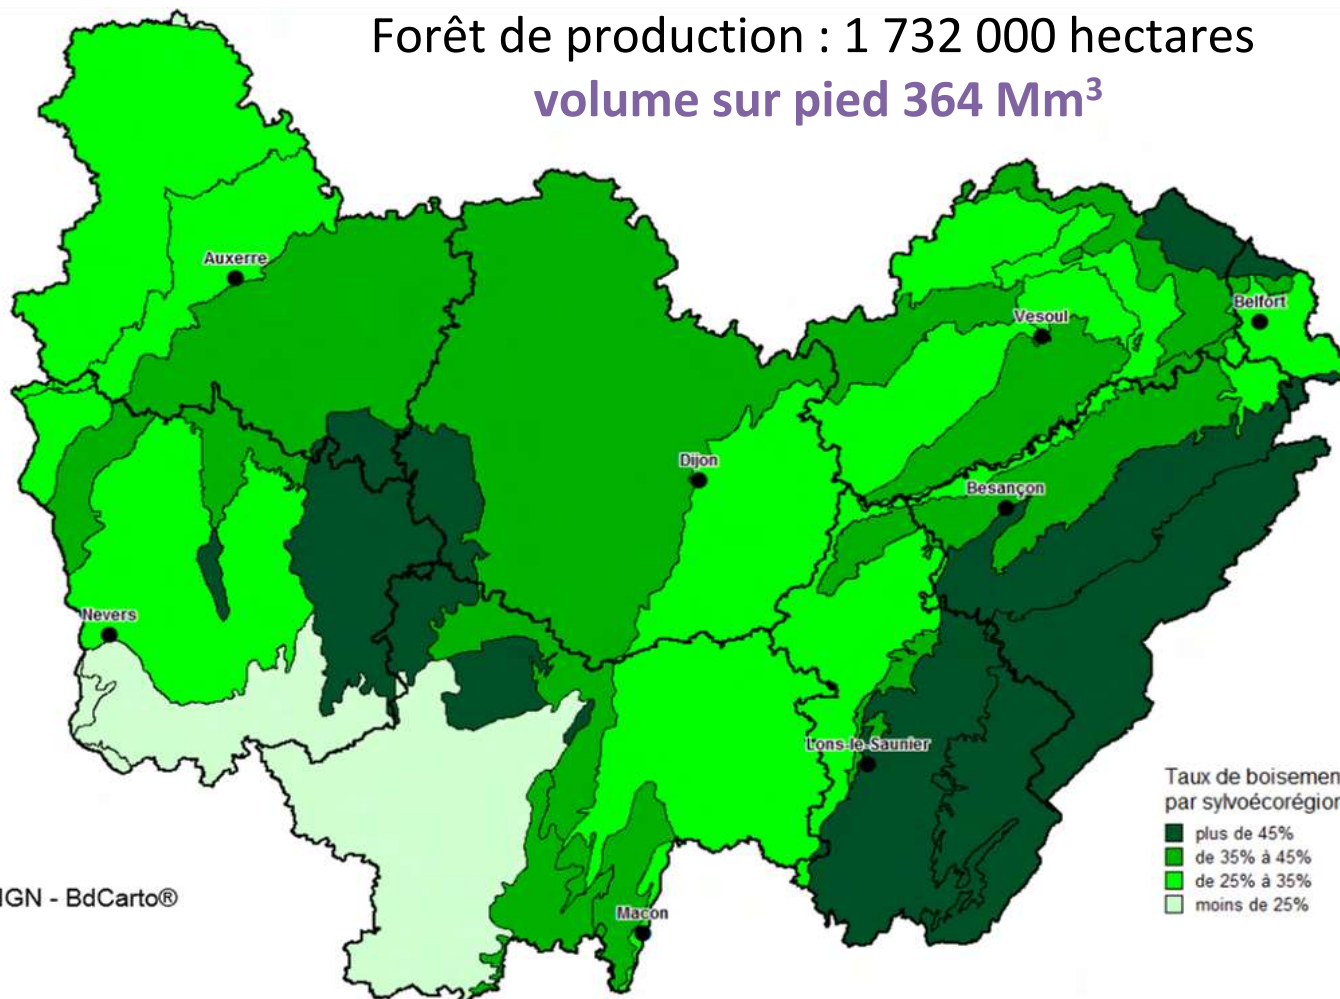 Forêt de production : 1 732 000 hectares
volume sur pied 364 Mm³
Auxerre
Belfort
Vesoul
Dijon
Besançon
Nevers
Lons-le-Saunier
Macon
Taux de boisemen
par sylvoécorégion
plus de 45%
de 35% à 45%
de 25% à 35%
moins de 25%
IGN - BdCarto®